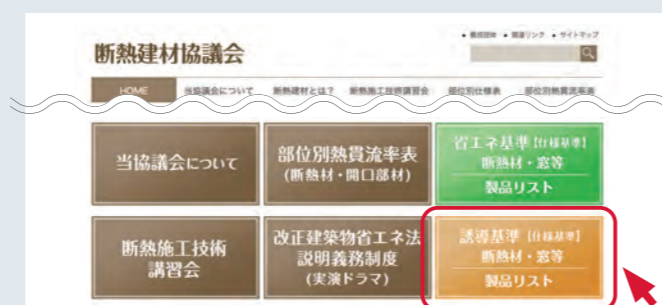 構成団体 関連リンク サイトマップ
断熱建材協議会
HOME 当協議会について 断熱建材とは？ 断熱施工技術講習会 部位別仕様表 部位別熱貫流率表
当協議会について
部位別熱貫流率表
(断熱材・開口部材)
省エネ基準【仕様基準】
断熱材・窓等
製品リスト
断熱施工技術
講習会
改正建築物省エネ法
説明義務制度
(実演ドラマ)
誘導基準【仕様基準】
断熱材・窓等
製品リスト